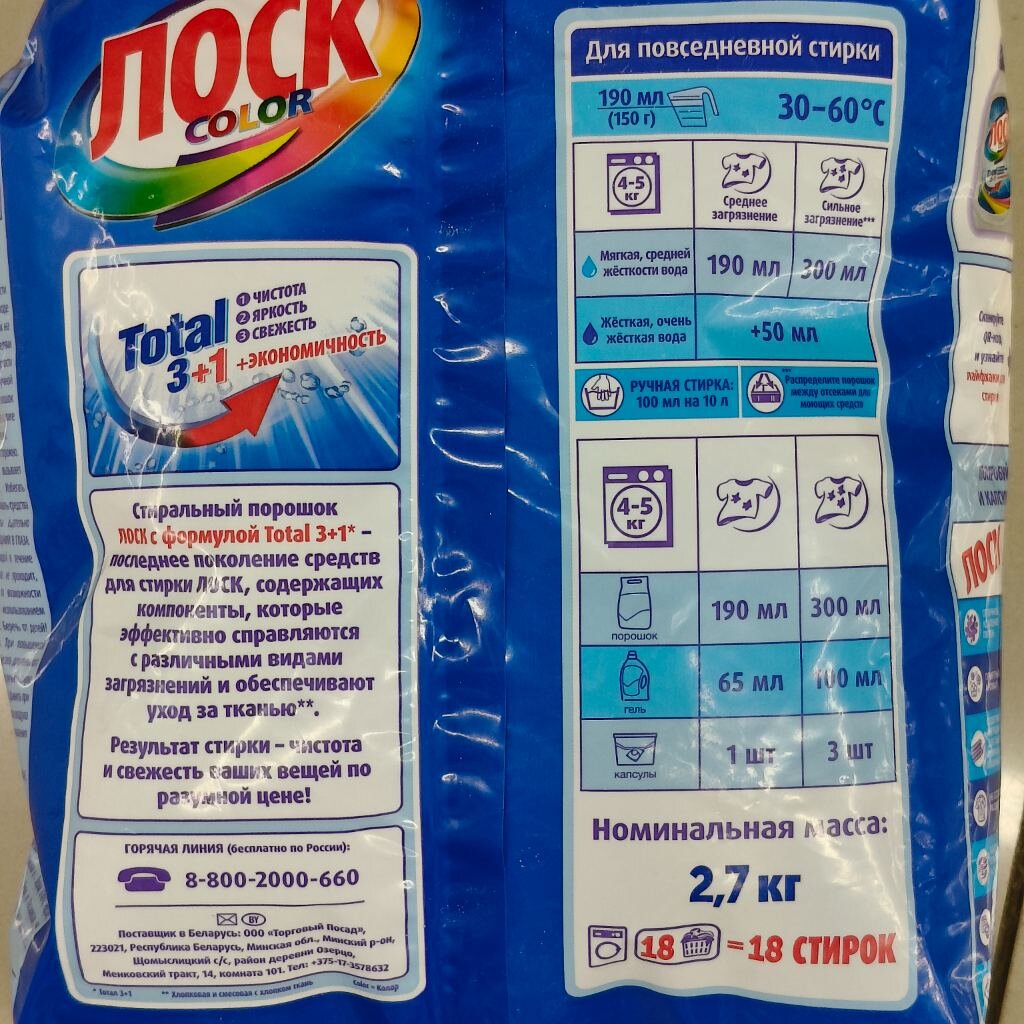 ЛОСК
COLOR
Total
3+1
1 ЧИСТОТА
2 ЯРКОСТЬ
3 СВЕЖЕСТЬ
+ЭКОНОМИЧНОСТЬ
Стиральный порошок
ЛОСК с формулой Total 3+1* –
последнее поколение средств
для стирки ЛОСК, содержащих
компоненты, которые
эффективно справляются
с различными видами
загрязнений и обеспечивают
уход за тканью**.
Результат стирки – чистота
и свежесть ваших вещей по
разумной цене!
ГОРЯЧАЯ ЛИНИЯ (бесплатно по России):
8-800-2000-660
BY
Поставщик в Беларусь: ООО «Торговый Посад»,
223021, Республика Беларусь, Минская обл., Минский р-он,
Щомыслицкий с/с, район деревни Озерцо,
Меньковский тракт, 14, комната 101. Тел: +375-17-3578632
* Тотал 3+1 ** Хлопковая и смесовая с хлопком ткань Color = Колор
Для повседневной стирки
190 мл
(150 г)
30–60°C
4-5
кг
Среднее
загрязнение
Сильное
загрязнение***
Мягкая, средней
жёсткости вода
190 мл
300 мл
Жёсткая, очень
жёсткая вода
+50 мл
РУЧНАЯ СТИРКА:
100 мл на 10 л
*** Распределите порошок
между отсеками для
моющих средств
4-5
кг
порошок
190 мл
300 мл
гель
65 мл
100 мл
капсулы
1 шт
3 шт
Номинальная масса:
2,7 кг
18 = 18 СТИРОК
ЛОСК